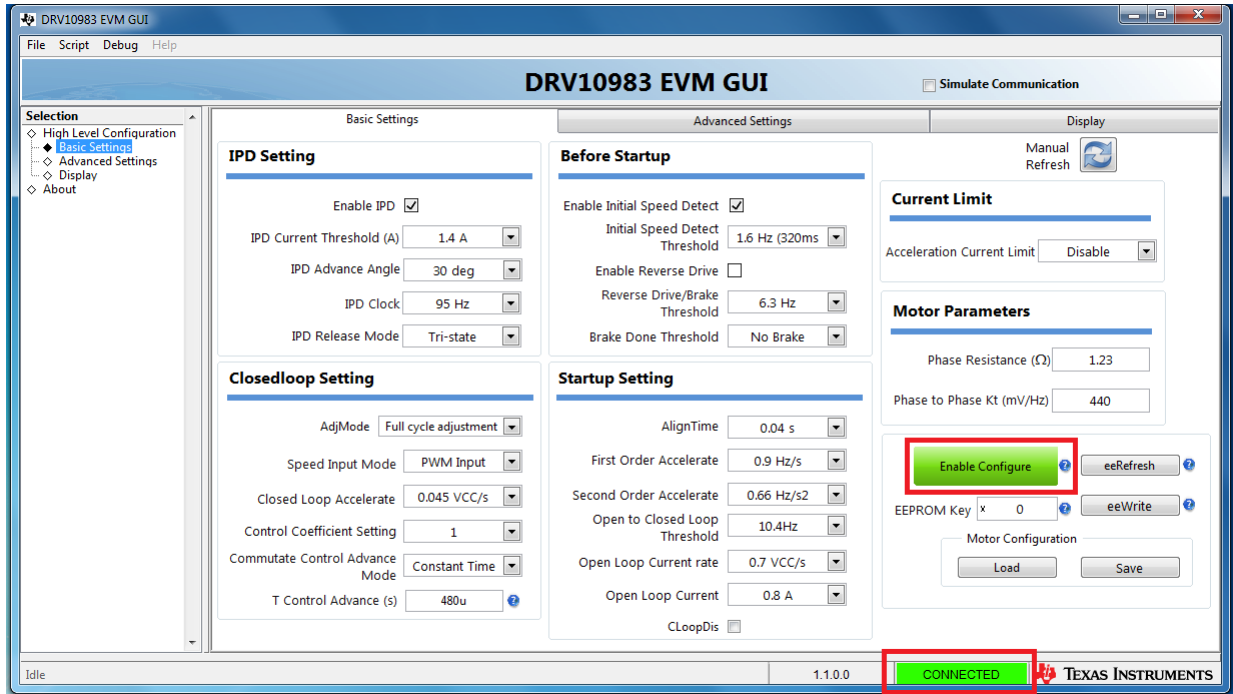 DRV10983 EVM GUI
File Script Debug Help
DRV10983 EVM GUI
Simulate Communication
Selection
High Level Configuration
Basic Settings
Advanced Settings
Display
About
Basic Settings
Advanced Settings
Display
IPD Setting
Enable IPD
IPD Current Threshold (A) 1.4 A
IPD Advance Angle 30 deg
IPD Clock 95 Hz
IPD Release Mode Tri-state
Closedloop Setting
AdjMode Full cycle adjustment
Speed Input Mode PWM Input
Closed Loop Accelerate 0.045 VCC/s
Control Coefficient Setting 1
Commutate Control Advance
Mode Constant Time
T Control Advance (s) 480u ?
Before Startup
Enable Initial Speed Detect
Initial Speed Detect
Threshold 1.6 Hz (320ms
Enable Reverse Drive
Reverse Drive/Brake
Threshold 6.3 Hz
Brake Done Threshold No Brake
Startup Setting
AlignTime 0.04 s
First Order Accelerate 0.9 Hz/s
Second Order Accelerate 0.66 Hz/s2
Open to Closed Loop
Threshold 10.4Hz
Open Loop Current rate 0.7 VCC/s
Open Loop Current 0.8 A
CLoopDis
Manual
Refresh
Current Limit
Acceleration Current Limit Disable
Motor Parameters
Phase Resistance (Ω) 1.23
Phase to Phase Kt (mV/Hz) 440
Enable Configure ? eeRefresh ?
EEPROM Key x 0 ? eeWrite ?
Motor Configuration
Load Save
Idle 1.1.0.0 CONNECTED TEXAS INSTRUMENTS